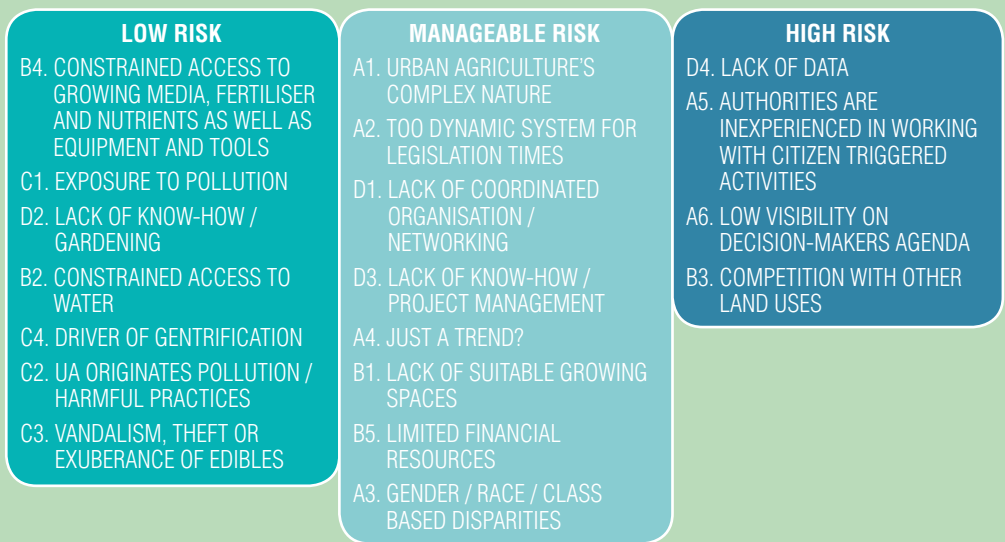 LOW RISK
B4. CONSTRAINED ACCESS TO
GROWING MEDIA, FERTILISER
AND NUTRIENTS AS WELL AS
EQUIPMENT AND TOOLS
C1. EXPOSURE TO POLLUTION
D2. LACK OF KNOW-HOW /
GARDENING
B2. CONSTRAINED ACCESS TO
WATER
C4. DRIVER OF GENTRIFICATION
C2. UA ORIGINATES POLLUTION /
HARMFUL PRACTICES
C3. VANDALISM, THEFT OR
EXUBERANCE OF EDIBLES
MANAGEABLE RISK
A1. URBAN AGRICULTURE'S
COMPLEX NATURE
A2. TOO DYNAMIC SYSTEM FOR
LEGISLATION TIMES
D1. LACK OF COORDINATED
ORGANISATION /
NETWORKING
D3. LACK OF KNOW-HOW /
PROJECT MANAGEMENT
A4. JUST A TREND?
B1. LACK OF SUITABLE GROWING
SPACES
B5. LIMITED FINANCIAL
RESOURCES
A3. GENDER / RACE / CLASS
BASED DISPARITIES
HIGH RISK
D4. LACK OF DATA
A5. AUTHORITIES ARE
INEXPERIENCED IN WORKING
WITH CITIZEN TRIGGERED
ACTIVITIES
A6. LOW VISIBILITY ON
DECISION-MAKERS AGENDA
B3. COMPETITION WITH OTHER
LAND USES